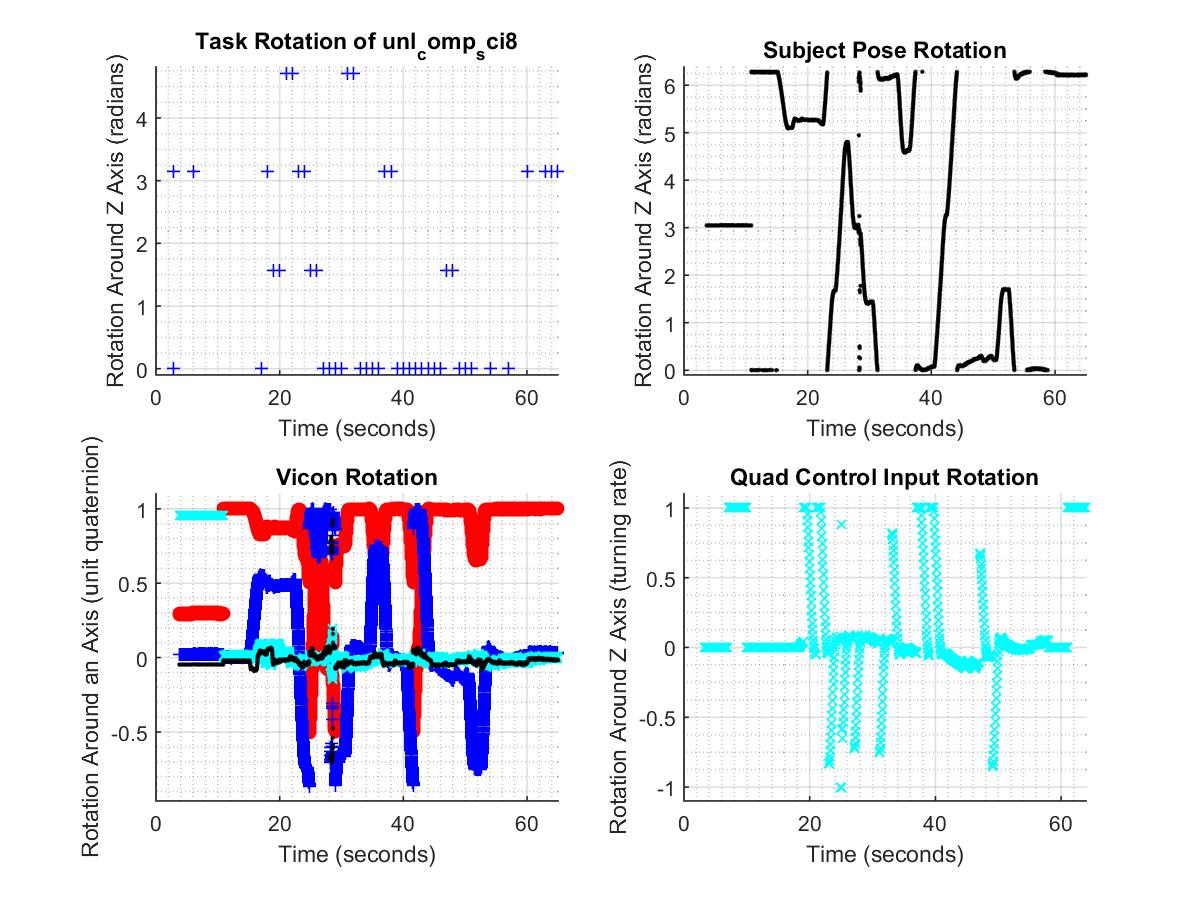 Task Rotation of unlcompsci8
Rotation Around Z Axis (radians)
4
3
2
1
0
0 20 40 60
Time (seconds)
Subject Pose Rotation
Rotation Around Z Axis (radians)
6
5
4
3
2
1
0
0 20 40 60
Time (seconds)
Vicon Rotation
Rotation Around an Axis (unit quaternion)
1
0.5
0
-0.5
0 20 40 60
Time (seconds)
Quad Control Input Rotation
Rotation Around Z Axis (turning rate)
1
0.5
0
-0.5
-1
0 20 40 60
Time (seconds)